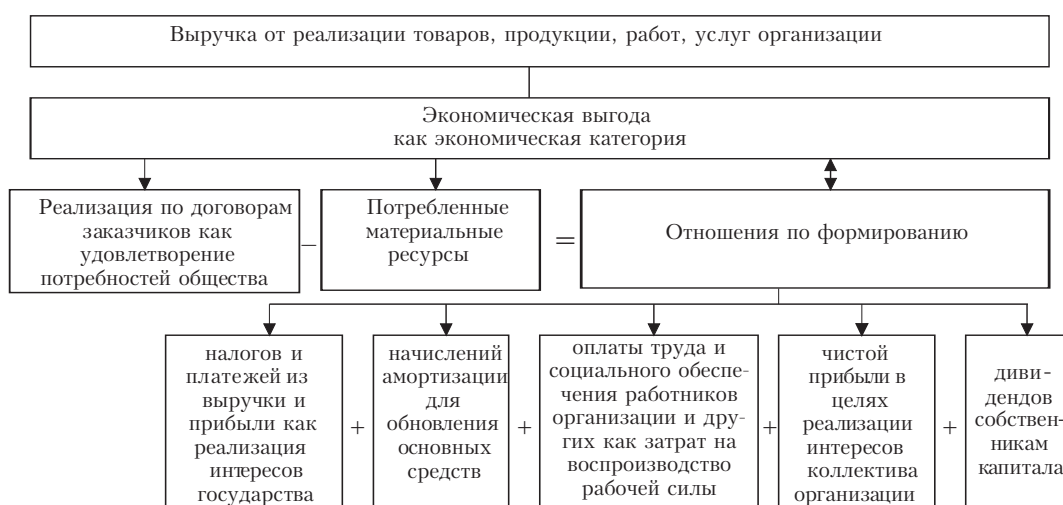 Выручка от реализации товаров, продукции, работ, услуг организации
Экономическая выгода
как экономическая категория
Реализация по договорам
заказчиков как
удовлетворение
потребностей общества
–
Потребленные
материальные
ресурсы
=
Отношения по формированию
налогов и
платежей из
выручки и
прибыли как
реализация
интересов
государства
+
начислений
амортизации
для
обновления
основных
средств
+
оплаты труда и
социального обеспе-
чения работников
организации и дру-
гих как затрат на
воспроизводство
рабочей силы
+
чистой
прибыли в
целях
реализации
интересов
коллектива
организации
+
диви-
дендов
собствен-
никам
капитала